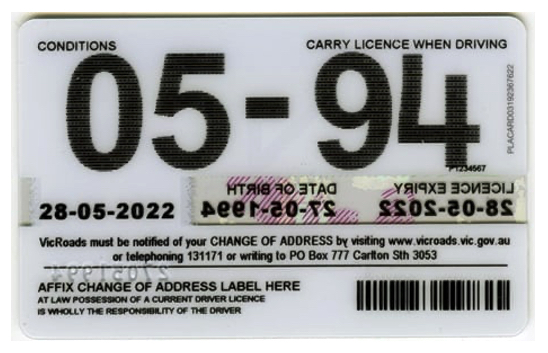 CONDITIONS CARRY LICENCE WHEN DRIVING
05-94
PLACARD03192367622
P1234567
DATE OF BIRTH LICENCE EXPIRY
28-05-2022 27-05-1994 28-05-2022
VicRoads must be notified of your CHANGE OF ADDRESS by visiting www.vicroads.vic.gov.au
or telephoning 131171 or writing to PO Box 777 Carlton Sth 3053
27051994
AFFIX CHANGE OF ADDRESS LABEL HERE
AT LAW POSSESSION OF A CURRENT DRIVER LICENCE
IS WHOLLY THE RESPONSIBILITY OF THE DRIVER